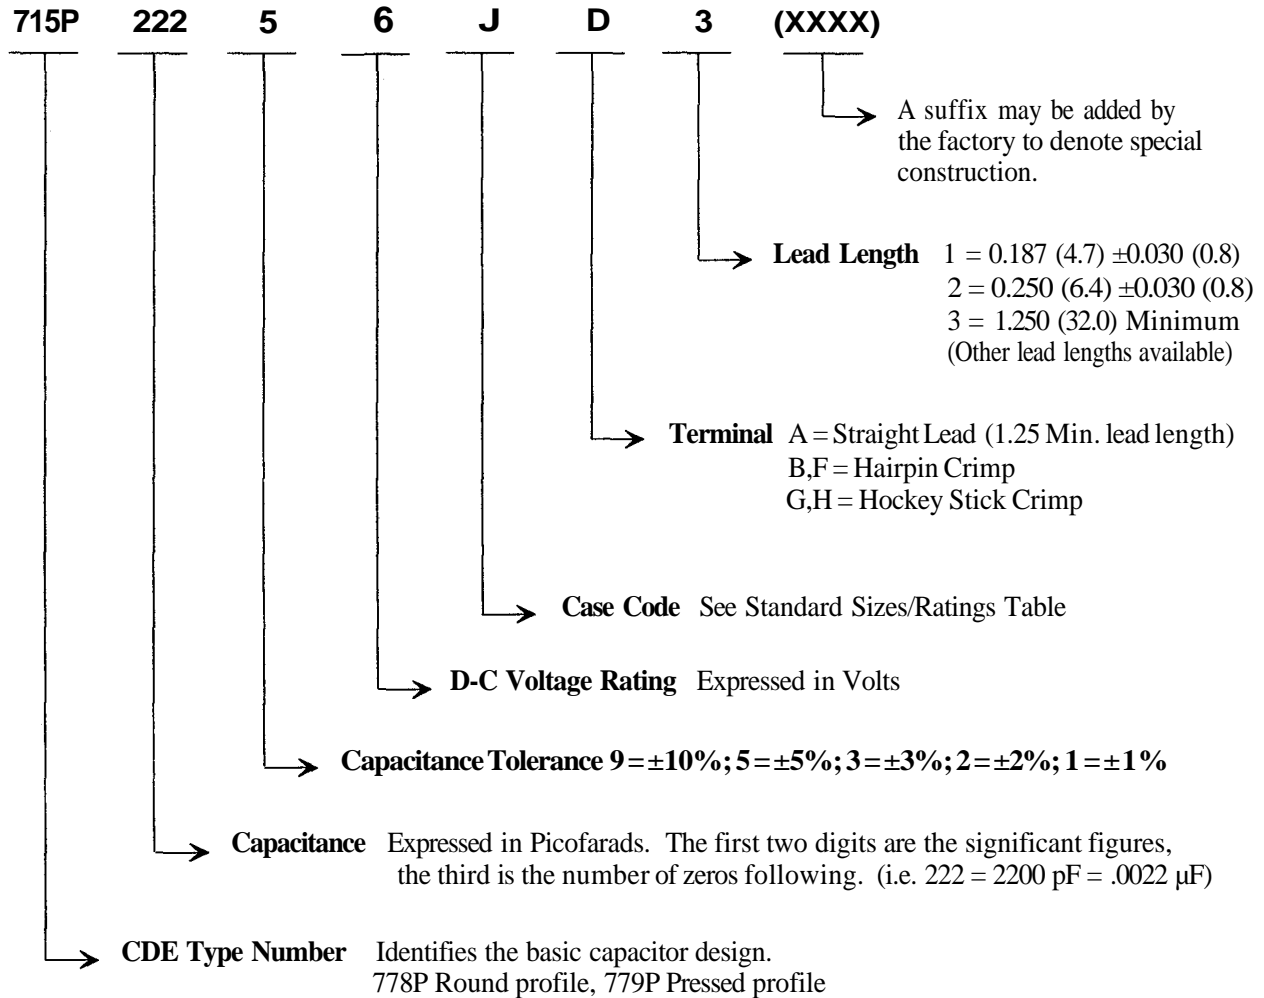 715P 222 5 6 J D 3 (XXXX)
A suffix may be added by
the factory to denote special
construction.
Lead Length 1 = 0.187 (4.7) ±0.030 (0.8)
2 = 0.250 (6.4) ±0.030 (0.8)
3 = 1.250 (32.0) Minimum
(Other lead lengths available)
Terminal A = Straight Lead (1.25 Min. lead length)
B,F = Hairpin Crimp
G,H = Hockey Stick Crimp
Case Code See Standard Sizes/Ratings Table
D-C Voltage Rating Expressed in Volts
Capacitance Tolerance 9=±10%; 5=±5%; 3=±3%; 2=±2%; 1=±1%
Capacitance Expressed in Picofarads. The first two digits are the significant figures,
the third is the number of zeros following. (i.e. 222 = 2200 pF = .0022 µF)
CDE Type Number Identifies the basic capacitor design.
778P Round profile, 779P Pressed profile